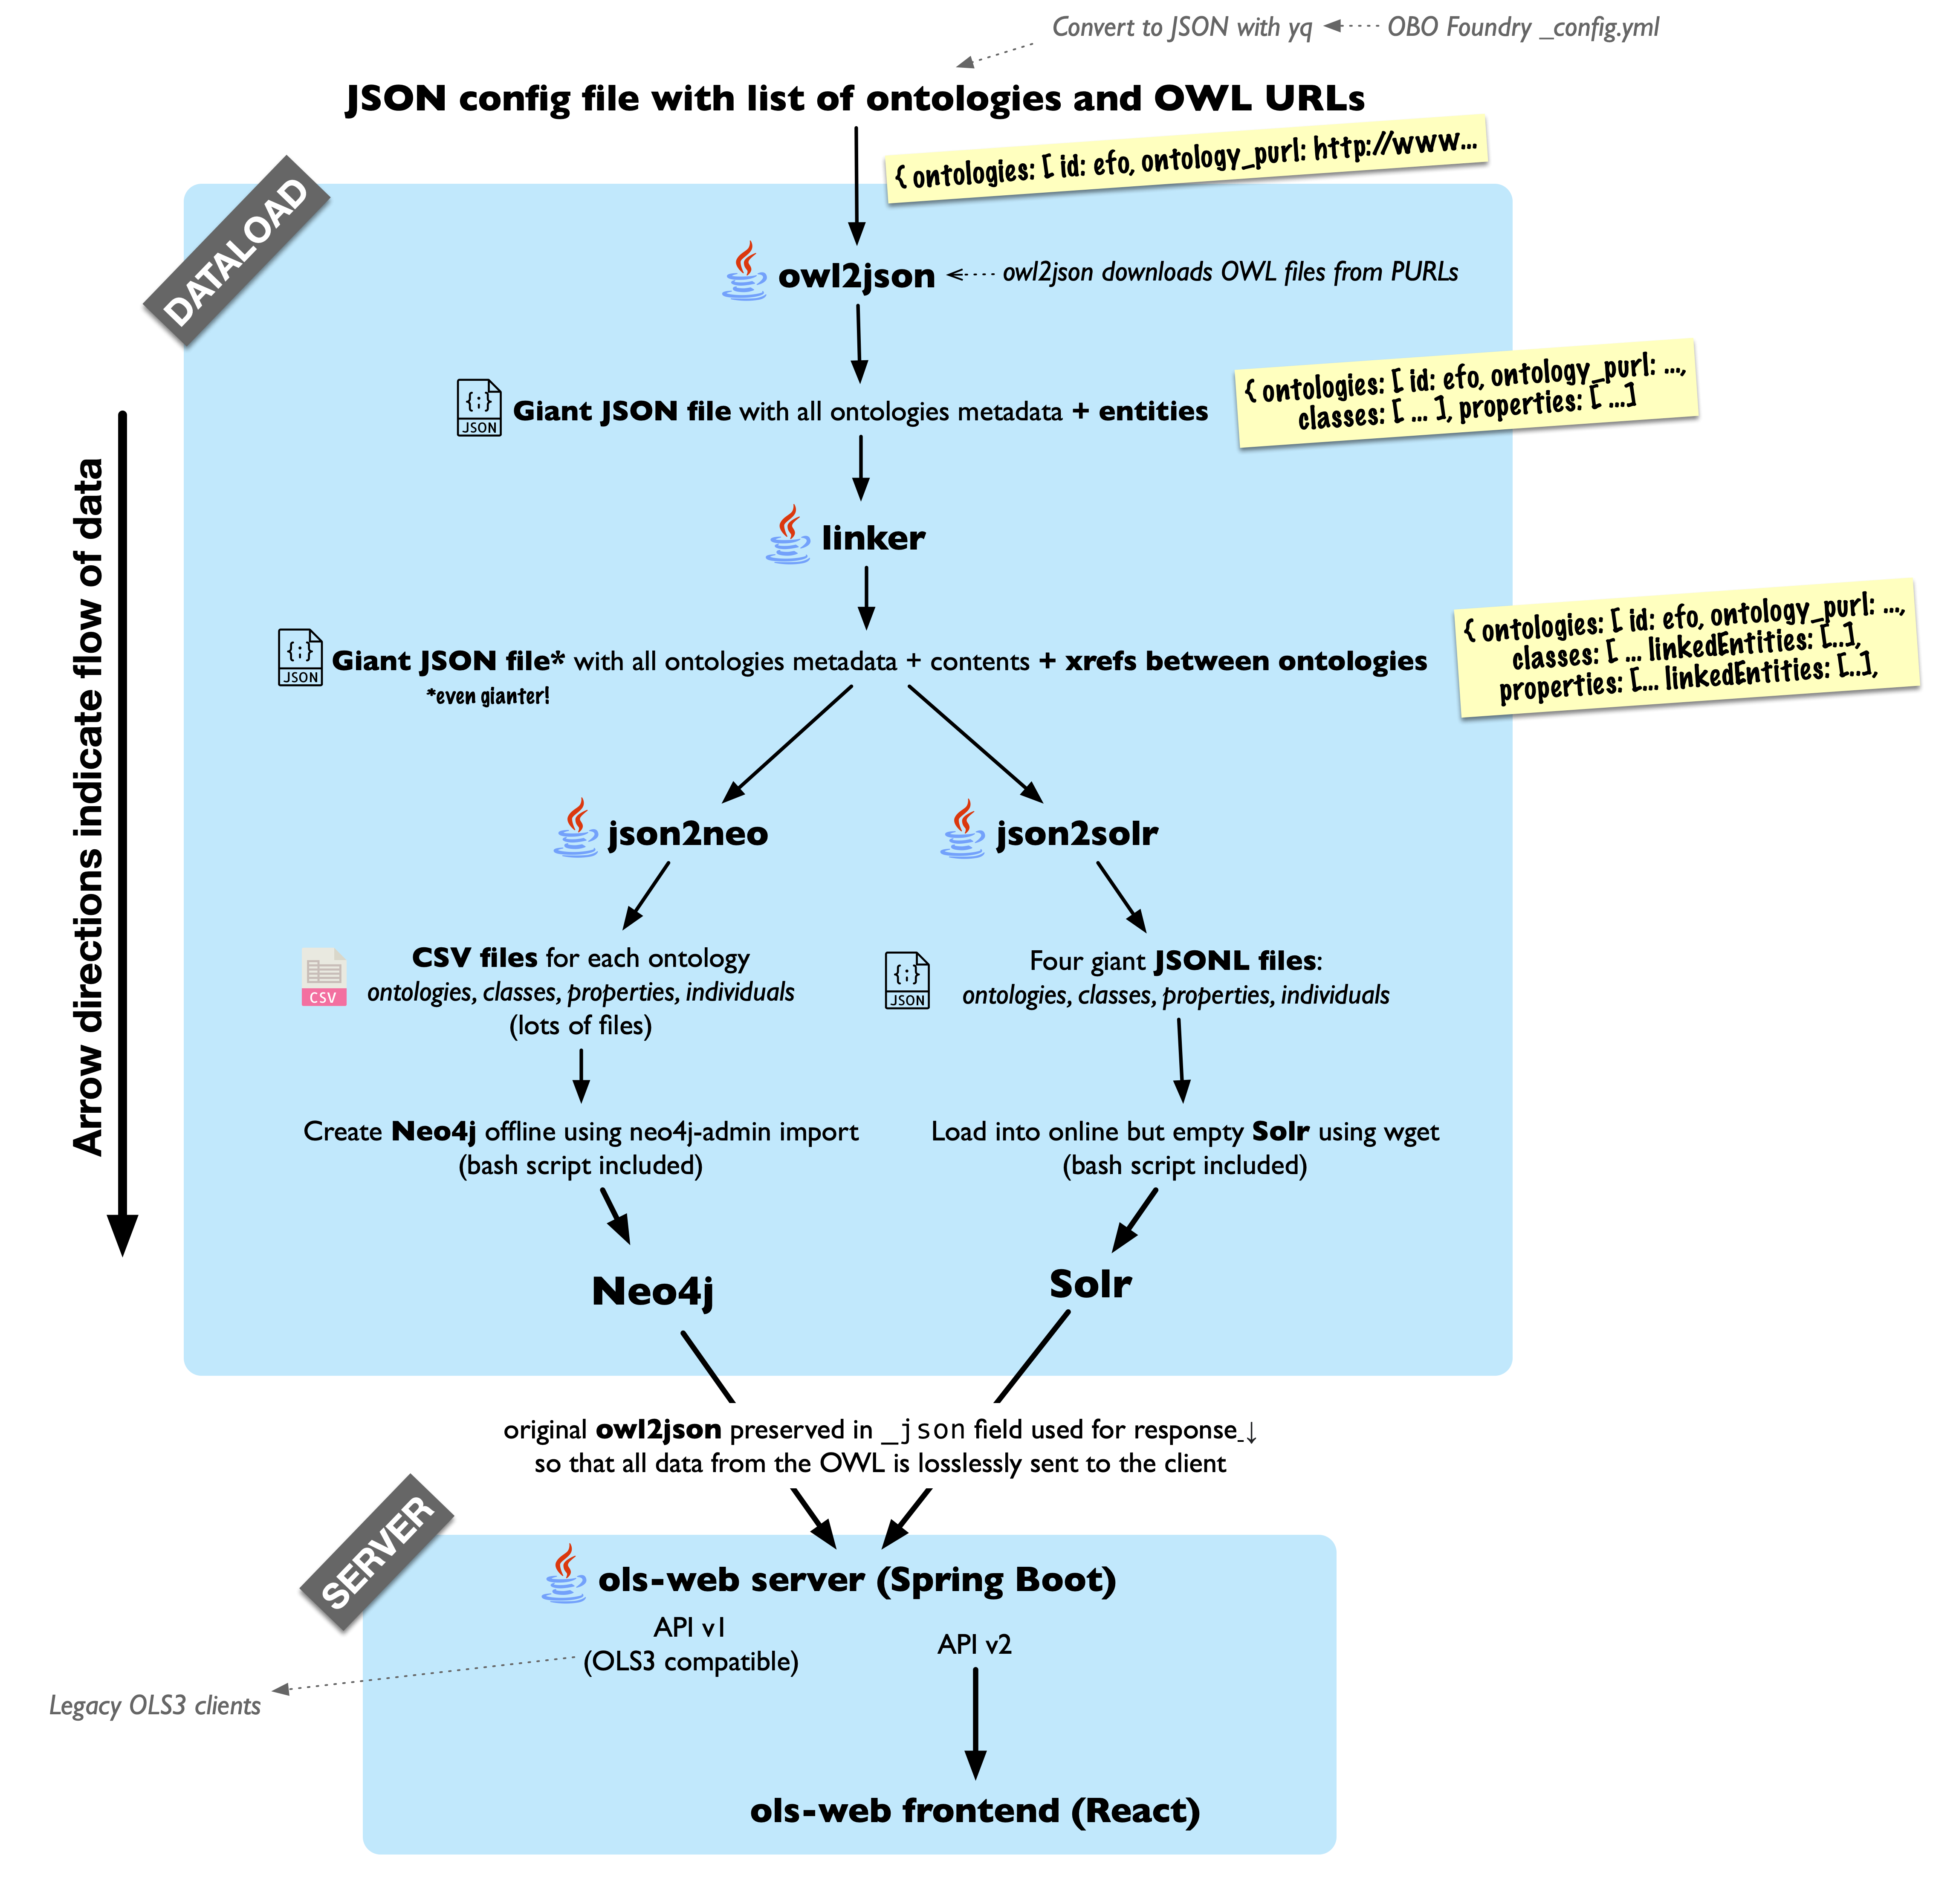 Convert to JSON with yq
OBO Foundry _config.yml
JSON config file with list of ontologies and OWL URLs
{ ontologies: [ id: efo, ontology_purl: http://www...
DATALOAD
owl2json
owl2json downloads OWL files from PURLs
{ ontologies: [ id: efo, ontology_purl: ...,
classes: [ ... ], properties: [ ...]
{;}
JSON
Giant JSON file with all ontologies metadata + entities
Arrow directions indicate flow of data
linker
{ ontologies: [ id: efo, ontology_purl: ...,
classes: [ ... linkedEntities: [..],
properties: [... linkedEntities: [..],
{;}
JSON
Giant JSON file* with all ontologies metadata + contents + xrefs between ontologies
*even gianter!
json2neo
json2solr
CSV
CSV files for each ontology
ontologies, classes, properties, individuals
(lots of files)
{;}
JSON
Four giant JSONL files:
ontologies, classes, properties, individuals
Create Neo4j offline using neo4j-admin import
(bash script included)
Load into online but empty Solr using wget
(bash script included)
Neo4j
Solr
original owl2json preserved in _json field used for response ↓
so that all data from the OWL is losslessly sent to the client
SERVER
ols-web server (Spring Boot)
API v1
(OLS3 compatible)
API v2
Legacy OLS3 clients
ols-web frontend (React)